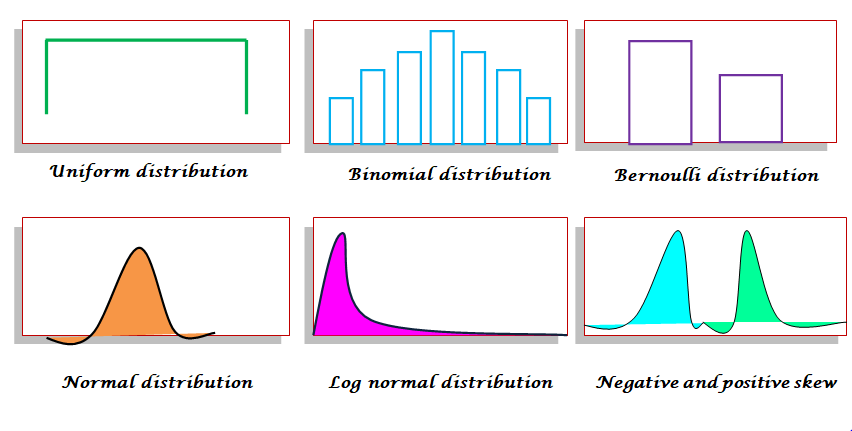 Uniform distribution
Binomial distribution
Bernoulli distribution
Normal distribution
Log normal distribution
Negative and positive skew